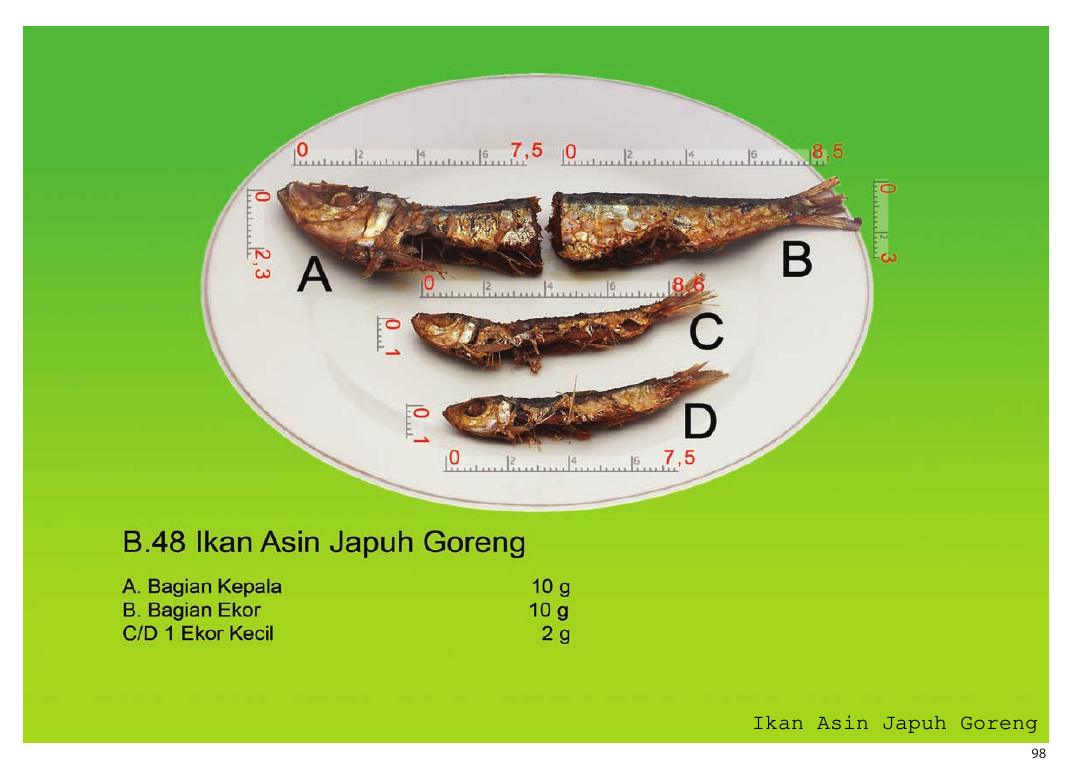 0 2 4 6 7,5 0 2 4 6 8,5
0 2,3
0 2 3
A
B
0 2 4 6 8,6
0 1
C
0 1
D
0 2 4 6 7,5
B.48 Ikan Asin Japuh Goreng
A. Bagian Kepala 10 g
B. Bagian Ekor 10 g
C/D 1 Ekor Kecil 2 g
Ikan Asin Japuh Goreng
98